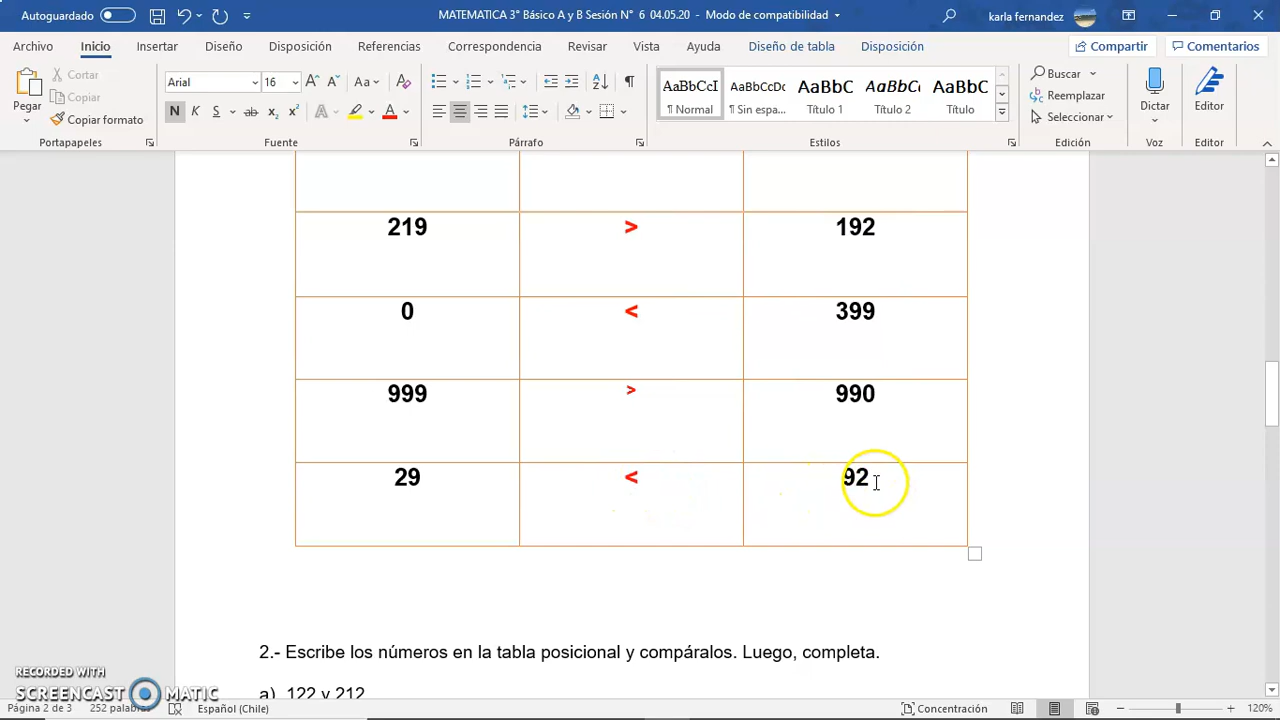 Autoguardado
MATEMATICA 3° Básico A y B Sesión N° 6 04.05.20 - Modo de compatibilidad
karla fernandez
Archivo Inicio Insertar Diseño Disposición Referencias Correspondencia Revisar Vista Ayuda Diseño de tabla Disposición Compartir Comentarios
Pegar
Cortar
Copiar
Copiar formato
Portapapeles
Arial 16
Fuente
Párrafo
AaBbCcI AaBbCcDc AaBbC AaBbCc AaBbC
¶ Normal ¶ Sin espa... Título 1 Título 2 Título
Estilos
Buscar
Reemplazar
Seleccionar
Edición
Dictar
Voz
Editor
Editor
219 > 192
0 < 399
999 > 990
29 < 92
2.- Escribe los números en la tabla posicional y compáralos. Luego, completa.
a) 122 y 212
RECORDED WITH
SCREENCAST MATIC
Página 2 de 3 252 palabras Español (Chile) Concentración 120%